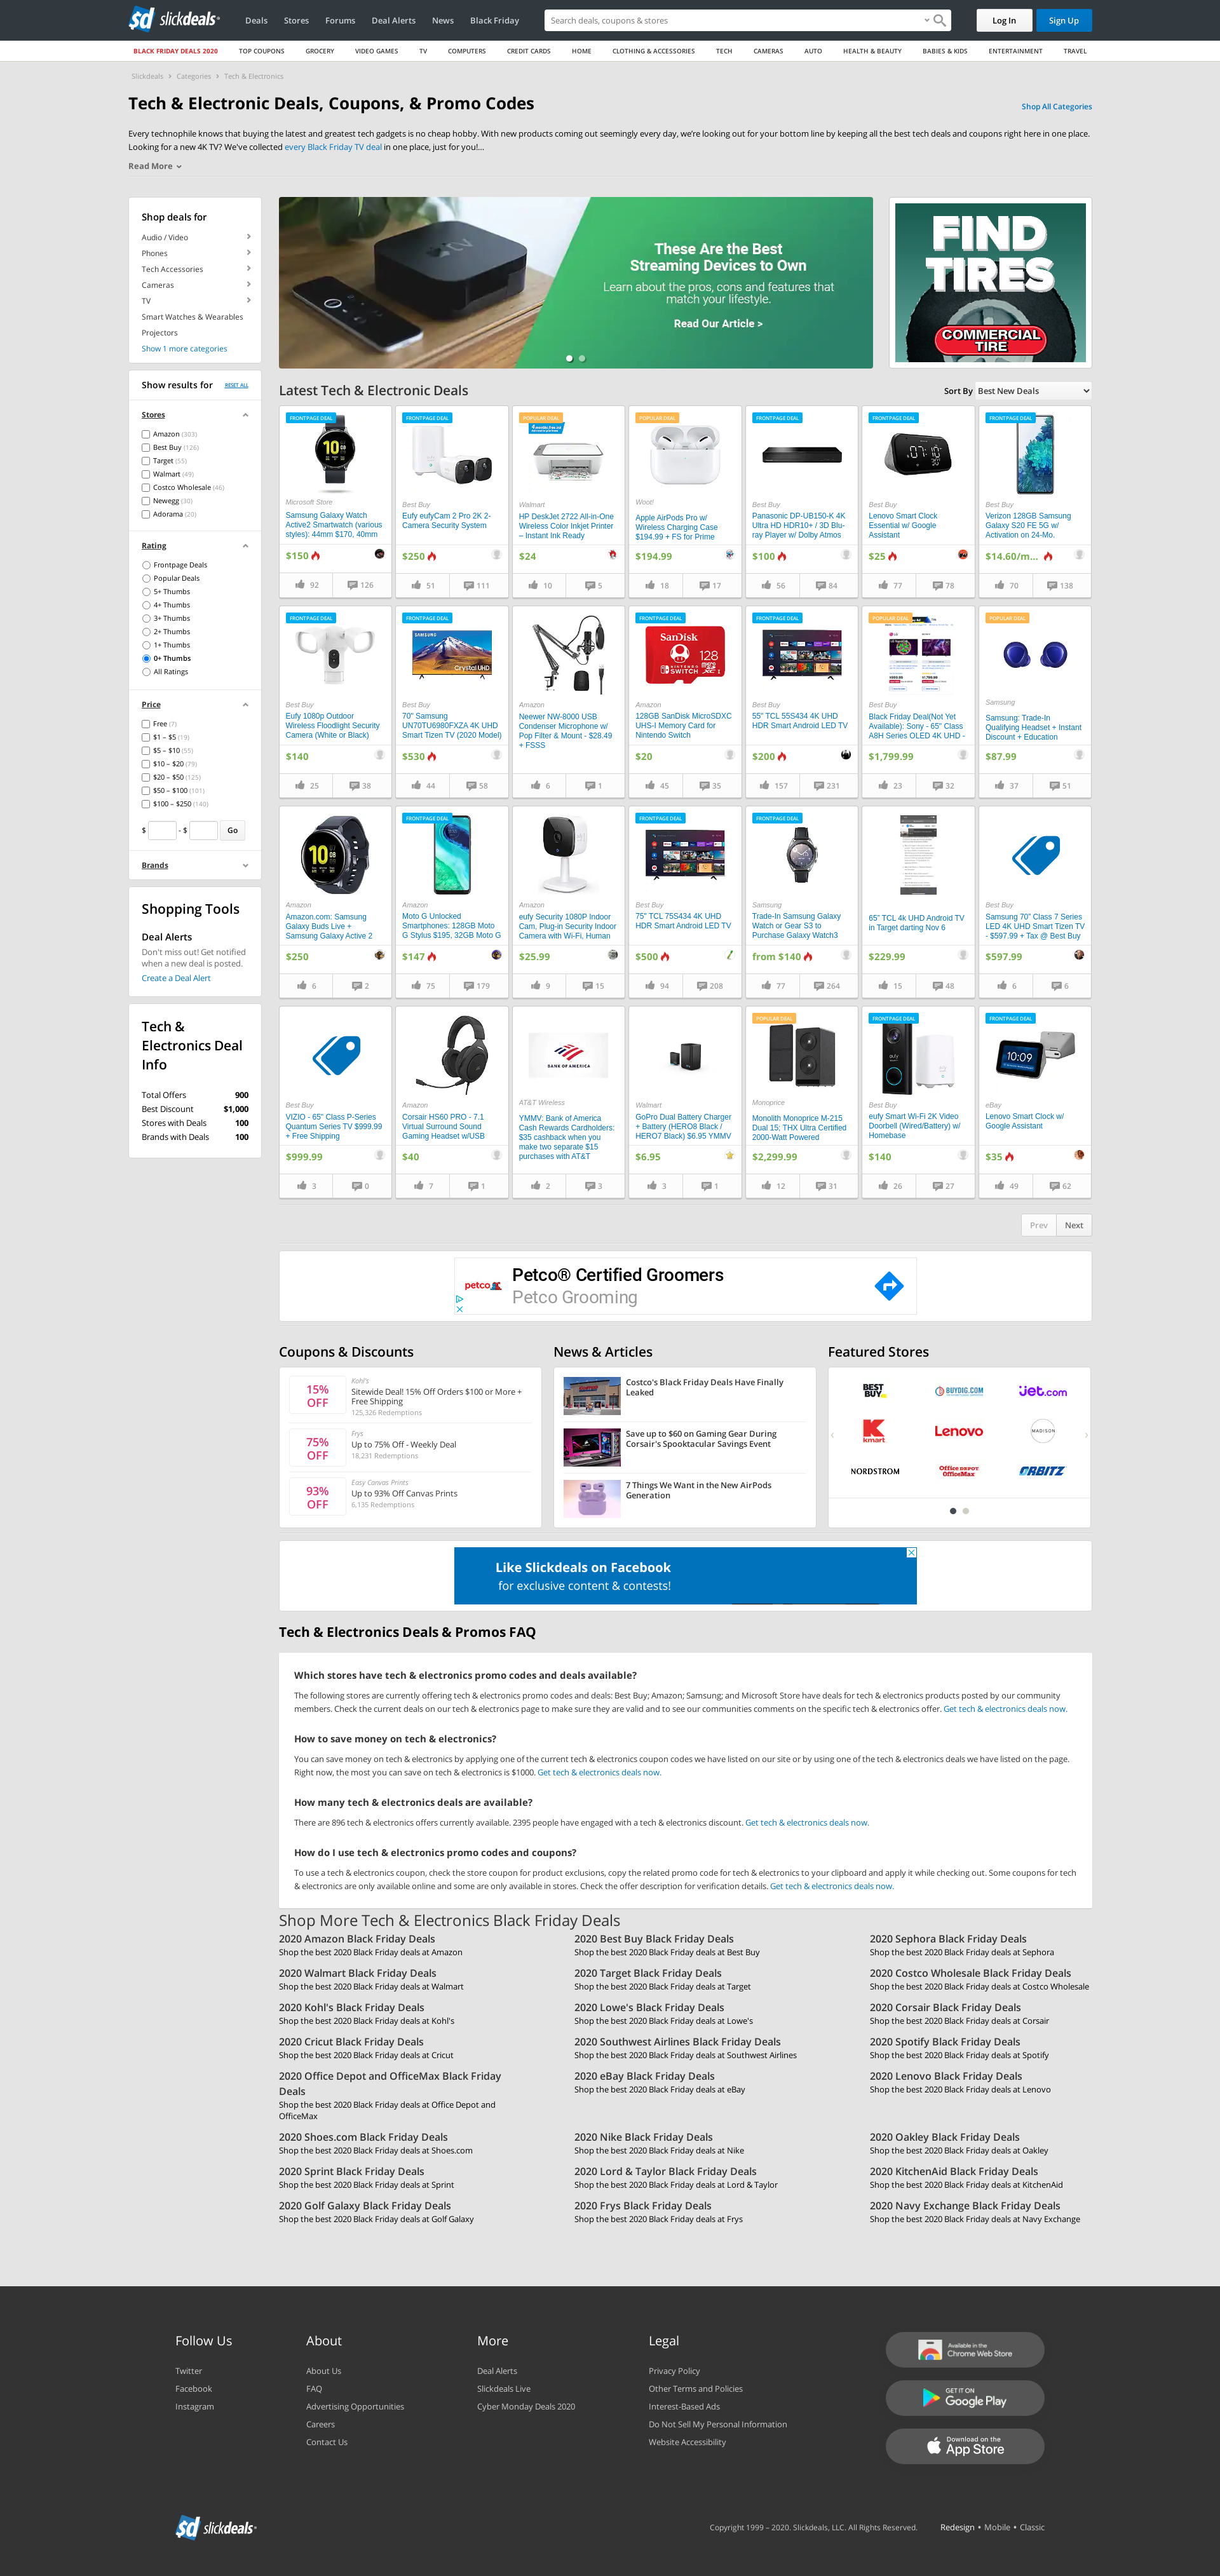 slickdeals
Deals Stores Forums Deal Alerts News Black Friday
Search deals, coupons & stores
Log In Sign Up
BLACK FRIDAY DEALS 2020 TOP COUPONS GROCERY VIDEO GAMES TV COMPUTERS CREDIT CARDS HOME CLOTHING & ACCESSORIES TECH CAMERAS AUTO HEALTH & BEAUTY BABIES & KIDS ENTERTAINMENT TRAVEL
Slickdeals > Categories > Tech & Electronics
Tech & Electronic Deals, Coupons, & Promo Codes
Shop All Categories
Every technophile knows that buying the latest and greatest tech gadgets is no cheap hobby. With new products coming out seemingly every day, we're looking out for your bottom line by keeping all the best tech deals and coupons right here in one place.
Looking for a new 4K TV? We've collected every Black Friday TV deal in one place, just for you!...
Read More
Shop deals for
Audio / Video
Phones
Tech Accessories
Cameras
TV
Smart Watches & Wearables
Projectors
Show 1 more categories
Show results for RESET ALL
Stores
Amazon (303)
Best Buy (126)
Target (55)
Walmart (49)
Costco Wholesale (46)
Newegg (30)
Adorama (20)
Rating
Frontpage Deals
Popular Deals
5+ Thumbs
4+ Thumbs
3+ Thumbs
2+ Thumbs
1+ Thumbs
0+ Thumbs
All Ratings
Price
Free (7)
$1 – $5 (19)
$5 – $10 (55)
$10 – $20 (79)
$20 – $50 (125)
$50 – $100 (101)
$100 – $250 (140)
$ - $ Go
Brands
Shopping Tools
Deal Alerts
Don't miss out! Get notified
when a new deal is posted.
Create a Deal Alert
Tech &
Electronics Deal
Info
Total Offers 900
Best Discount $1,000
Stores with Deals 100
Brands with Deals 100
These Are the Best
Streaming Devices to Own
Learn about the pros, cons and features that
match your lifestyle.
Read Our Article >
FIND
TIRES
COMMERCIAL
TIRE
Latest Tech & Electronic Deals
Sort By Best New Deals
FRONTPAGE DEAL
Microsoft Store
Samsung Galaxy Watch
Active2 Smartwatch (various
styles): 44mm $170, 40mm
$150
92 126
FRONTPAGE DEAL
Best Buy
Eufy eufyCam 2 Pro 2K 2-
Camera Security System
$250
51 111
POPULAR DEAL
Walmart
HP DeskJet 2722 All-in-One
Wireless Color Inkjet Printer
– Instant Ink Ready
$24
10 5
POPULAR DEAL
Woot!
Apple AirPods Pro w/
Wireless Charging Case
$194.99 + FS for Prime
$194.99
18 17
FRONTPAGE DEAL
Best Buy
Panasonic DP-UB150-K 4K
Ultra HD HDR10+ / 3D Blu-
ray Player w/ Dolby Atmos
$100
56 84
FRONTPAGE DEAL
Best Buy
Lenovo Smart Clock
Essential w/ Google
Assistant
$25
77 78
FRONTPAGE DEAL
Best Buy
Verizon 128GB Samsung
Galaxy S20 FE 5G w/
Activation on 24-Mo.
$14.60/m...
70 138
FRONTPAGE DEAL
Best Buy
Eufy 1080p Outdoor
Wireless Floodlight Security
Camera (White or Black)
$140
25 38
FRONTPAGE DEAL
SAMSUNG
Crystal UHD
Best Buy
70" Samsung
UN70TU6980FXZA 4K UHD
Smart Tizen TV (2020 Model)
$530
44 58
Amazon
Neewer NW-8000 USB
Condenser Microphone w/
Pop Filter & Mount - $28.49
+ FSSS
6 1
FRONTPAGE DEAL
SanDisk
128
NINTENDO
SWITCH
Amazon
128GB SanDisk MicroSDXC
UHS-I Memory Card for
Nintendo Switch
$20
45 35
FRONTPAGE DEAL
Best Buy
55" TCL 55S434 4K UHD
HDR Smart Android LED TV
$200
157 231
POPULAR DEAL
Best Buy
Black Friday Deal(Not Yet
Available): Sony - 65" Class
A8H Series OLED 4K UHD -
$1,799.99
23 32
POPULAR DEAL
Samsung
Samsung: Trade-In
Qualifying Headset + Instant
Discount + Education
$87.99
37 51
Amazon
Amazon.com: Samsung
Galaxy Buds Live +
Samsung Galaxy Active 2
$250
6 2
FRONTPAGE DEAL
Amazon
Moto G Unlocked
Smartphones: 128GB Moto
G Stylus $195, 32GB Moto G
$147
75 179
Amazon
eufy Security 1080P Indoor
Cam, Plug-in Security Indoor
Camera with Wi-Fi, Human
$25.99
9 15
FRONTPAGE DEAL
Best Buy
75" TCL 75S434 4K UHD
HDR Smart Android LED TV
$500
94 208
FRONTPAGE DEAL
Samsung
Trade-In Samsung Galaxy
Watch or Gear S3 to
Purchase Galaxy Watch3
from $140
77 264
65" TCL 4k UHD Android TV
in Target darting Nov 6
$229.99
15 48
Best Buy
Samsung 70" Class 7 Series
LED 4K UHD Smart Tizen TV
- $597.99 + Tax @ Best Buy
$597.99
6 6
Best Buy
VIZIO - 65" Class P-Series
Quantum Series TV $999.99
+ Free Shipping
$999.99
3 0
Amazon
Corsair HS60 PRO - 7.1
Virtual Surround Sound
Gaming Headset w/USB
$40
7 1
BANK OF AMERICA
AT&T Wireless
YMMV: Bank of America
Cash Rewards Cardholders:
$35 cashback when you
make two separate $15
purchases with AT&T
2 3
Walmart
GoPro Dual Battery Charger
+ Battery (HERO8 Black /
HERO7 Black) $6.95 YMMV
$6.95
3 1
POPULAR DEAL
Monoprice
Monolith Monoprice M-215
Dual 15; THX Ultra Certified
2000-Watt Powered
$2,299.99
12 31
FRONTPAGE DEAL
Best Buy
eufy Smart Wi-Fi 2K Video
Doorbell (Wired/Battery) w/
Homebase
$140
26 27
FRONTPAGE DEAL
10:09
eBay
Lenovo Smart Clock w/
Google Assistant
$35
49 62
Prev Next
petco
Petco® Certified Groomers
Petco Grooming
Coupons & Discounts
15%
OFF
Kohl's
Sitewide Deal! 15% Off Orders $100 or More +
Free Shipping
125,326 Redemptions
75%
OFF
Frys
Up to 75% Off - Weekly Deal
18,231 Redemptions
93%
OFF
Easy Canvas Prints
Up to 93% Off Canvas Prints
6,135 Redemptions
News & Articles
Costco's Black Friday Deals Have Finally
Leaked
Save up to $60 on Gaming Gear During
Corsair's Spooktacular Savings Event
7 Things We Want in the New AirPods
Generation
Featured Stores
BEST BUY
BUYDIG.COM
Jet.com
kmart
Lenovo
MADISON
NORDSTROM
Office DEPOT
OfficeMax
ORBITZ
Like Slickdeals on Facebook
for exclusive content & contests!
Tech & Electronics Deals & Promos FAQ
Which stores have tech & electronics promo codes and deals available?
The following stores are currently offering tech & electronics promo codes and deals: Best Buy; Amazon; Samsung; and Microsoft Store have deals for tech & electronics products posted by our community
members. Check the current deals on our tech & electronics page to make sure they are valid and to see our communities comments on the specific tech & electronics offer. Get tech & electronics deals now.
How to save money on tech & electronics?
You can save money on tech & electronics by applying one of the current tech & electronics coupon codes we have listed on our site or by using one of the tech & electronics deals we have listed on the page.
Right now, the most you can save on tech & electronics is $1000. Get tech & electronics deals now.
How many tech & electronics deals are available?
There are 896 tech & electronics offers currently available. 2395 people have engaged with a tech & electronics discount. Get tech & electronics deals now.
How do I use tech & electronics promo codes and coupons?
To use a tech & electronics coupon, check the store coupon for product exclusions, copy the related promo code for tech & electronics to your clipboard and apply it while checking out. Some coupons for tech
& electronics are only available online and some are only available in stores. Check the offer description for verification details. Get tech & electronics deals now.
Shop More Tech & Electronics Black Friday Deals
2020 Amazon Black Friday Deals
Shop the best 2020 Black Friday deals at Amazon
2020 Best Buy Black Friday Deals
Shop the best 2020 Black Friday deals at Best Buy
2020 Sephora Black Friday Deals
Shop the best 2020 Black Friday deals at Sephora
2020 Walmart Black Friday Deals
Shop the best 2020 Black Friday deals at Walmart
2020 Target Black Friday Deals
Shop the best 2020 Black Friday deals at Target
2020 Costco Wholesale Black Friday Deals
Shop the best 2020 Black Friday deals at Costco Wholesale
2020 Kohl's Black Friday Deals
Shop the best 2020 Black Friday deals at Kohl's
2020 Lowe's Black Friday Deals
Shop the best 2020 Black Friday deals at Lowe's
2020 Corsair Black Friday Deals
Shop the best 2020 Black Friday deals at Corsair
2020 Cricut Black Friday Deals
Shop the best 2020 Black Friday deals at Cricut
2020 Southwest Airlines Black Friday Deals
Shop the best 2020 Black Friday deals at Southwest Airlines
2020 Spotify Black Friday Deals
Shop the best 2020 Black Friday deals at Spotify
2020 Office Depot and OfficeMax Black Friday
Deals
Shop the best 2020 Black Friday deals at Office Depot and
OfficeMax
2020 eBay Black Friday Deals
Shop the best 2020 Black Friday deals at eBay
2020 Lenovo Black Friday Deals
Shop the best 2020 Black Friday deals at Lenovo
2020 Shoes.com Black Friday Deals
Shop the best 2020 Black Friday deals at Shoes.com
2020 Nike Black Friday Deals
Shop the best 2020 Black Friday deals at Nike
2020 Oakley Black Friday Deals
Shop the best 2020 Black Friday deals at Oakley
2020 Sprint Black Friday Deals
Shop the best 2020 Black Friday deals at Sprint
2020 Lord & Taylor Black Friday Deals
Shop the best 2020 Black Friday deals at Lord & Taylor
2020 KitchenAid Black Friday Deals
Shop the best 2020 Black Friday deals at KitchenAid
2020 Golf Galaxy Black Friday Deals
Shop the best 2020 Black Friday deals at Golf Galaxy
2020 Frys Black Friday Deals
Shop the best 2020 Black Friday deals at Frys
2020 Navy Exchange Black Friday Deals
Shop the best 2020 Black Friday deals at Navy Exchange
Follow Us
Twitter
Facebook
Instagram
About
About Us
FAQ
Advertising Opportunities
Careers
Contact Us
More
Deal Alerts
Slickdeals Live
Cyber Monday Deals 2020
Legal
Privacy Policy
Other Terms and Policies
Interest-Based Ads
Do Not Sell My Personal Information
Website Accessibility
Available in the
Chrome Web Store
GET IT ON
Google Play
Download on the
App Store
slickdeals
Copyright 1999 – 2020. Slickdeals, LLC. All Rights Reserved. Redesign • Mobile • Classic